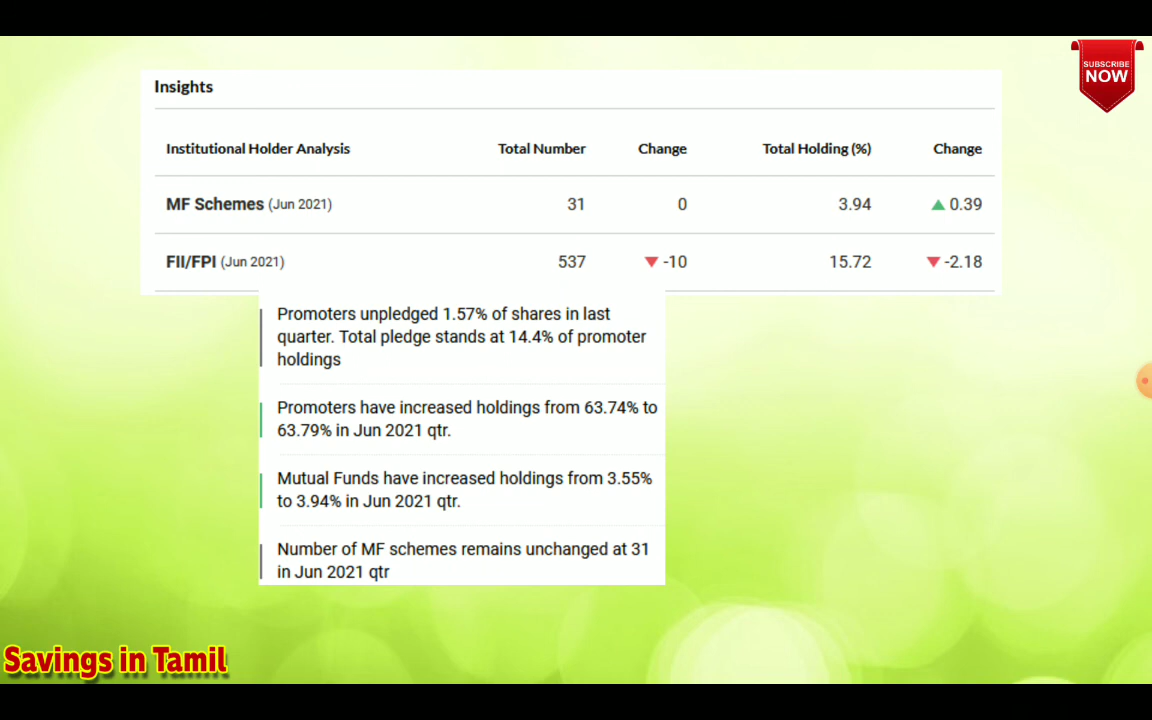 SUBSCRIBE
NOW
Insights
Institutional Holder Analysis Total Number Change Total Holding (%) Change
MF Schemes (Jun 2021) 31 0 3.94 ▲ 0.39
FII/FPI (Jun 2021) 537 ▼ -10 15.72 ▼ -2.18
Promoters unpledged 1.57% of shares in last
quarter. Total pledge stands at 14.4% of promoter
holdings
Promoters have increased holdings from 63.74% to
63.79% in Jun 2021 qtr.
Mutual Funds have increased holdings from 3.55%
to 3.94% in Jun 2021 qtr.
Number of MF schemes remains unchanged at 31
in Jun 2021 qtr
Savings in Tamil